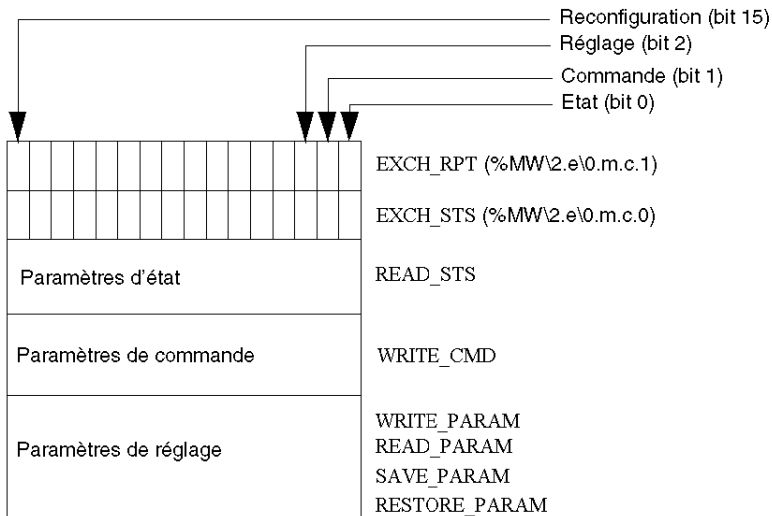 Reconfiguration (bit 15)
Réglage (bit 2)
Commande (bit 1)
Etat (bit 0)
EXCH_RPT (%MW\2.e\0.m.c.1)
EXCH_STS (%MW\2.e\0.m.c.0)
Paramètres d'état READ_STS
Paramètres de commande WRITE_CMD
WRITE_PARAM
Paramètres de réglage READ_PARAM
SAVE_PARAM
RESTORE_PARAM